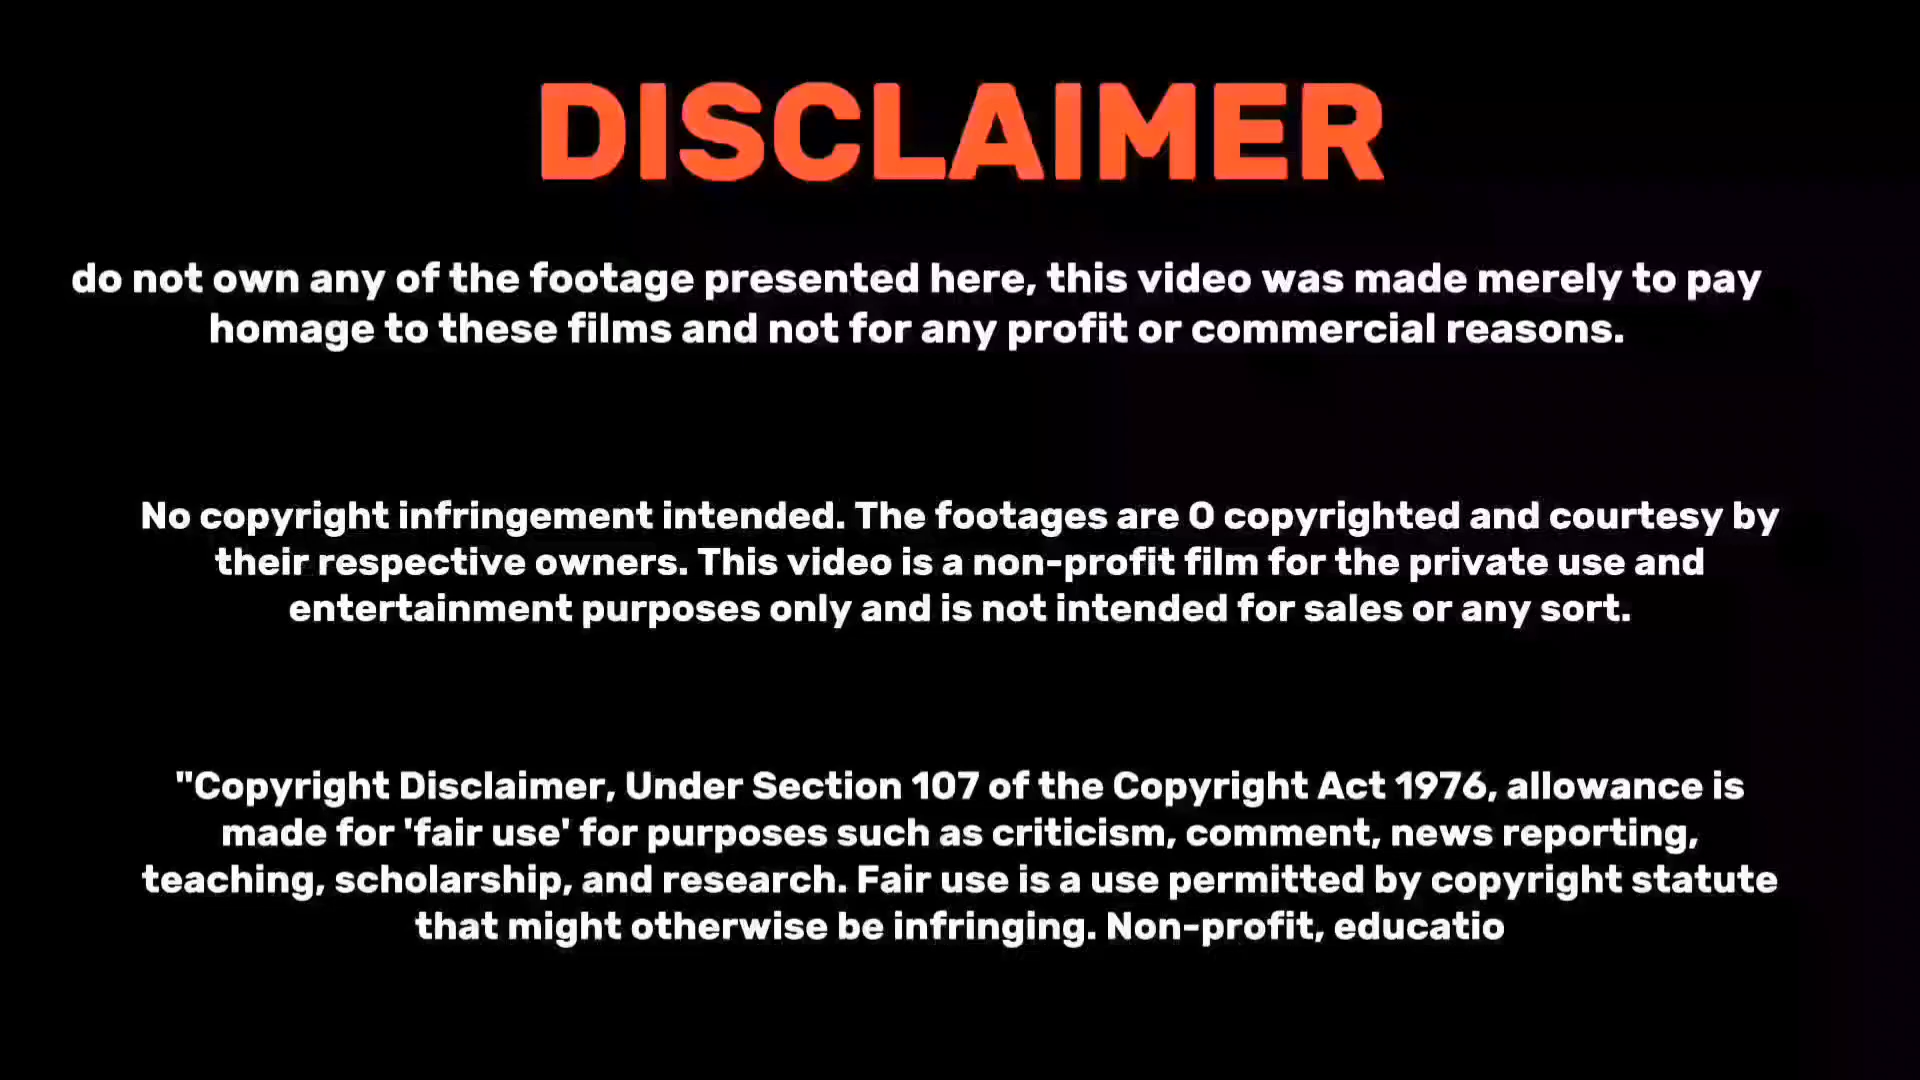 DISCLAIMER
do not own any of the footage presented here, this video was made merely to pay
homage to these films and not for any profit or commercial reasons.
No copyright infringement intended. The footages are O copyrighted and courtesy by
their respective owners. This video is a non-profit film for the private use and
entertainment purposes only and is not intended for sales or any sort.
"Copyright Disclaimer, Under Section 107 of the Copyright Act 1976, allowance is
made for 'fair use' for purposes such as criticism, comment, news reporting,
teaching, scholarship, and research. Fair use is a use permitted by copyright statute
that might otherwise be infringing. Non-profit, educatio